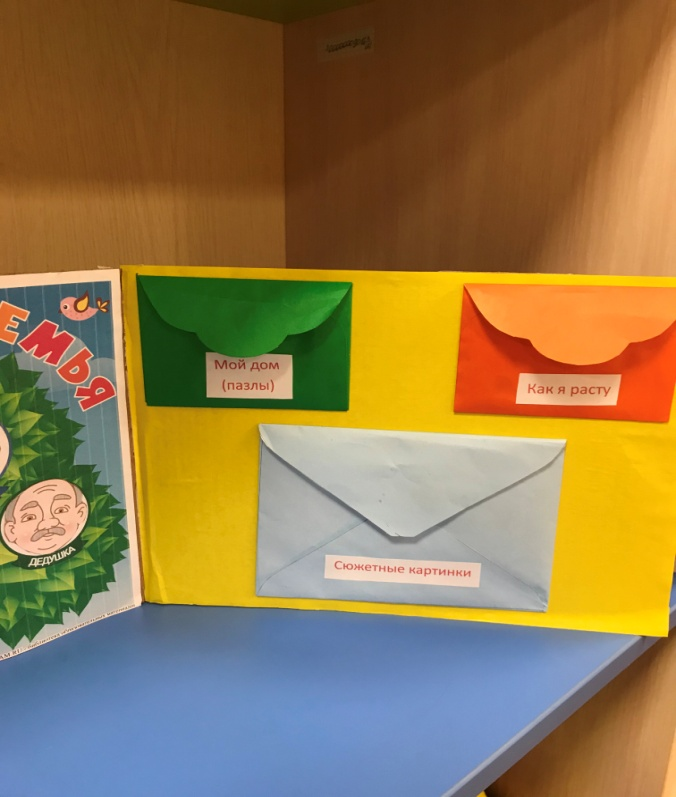 ЕМЬЯ
ДЕДУШКА
Мой дом
(пазлы)
Как я расту
Сюжетные картинки